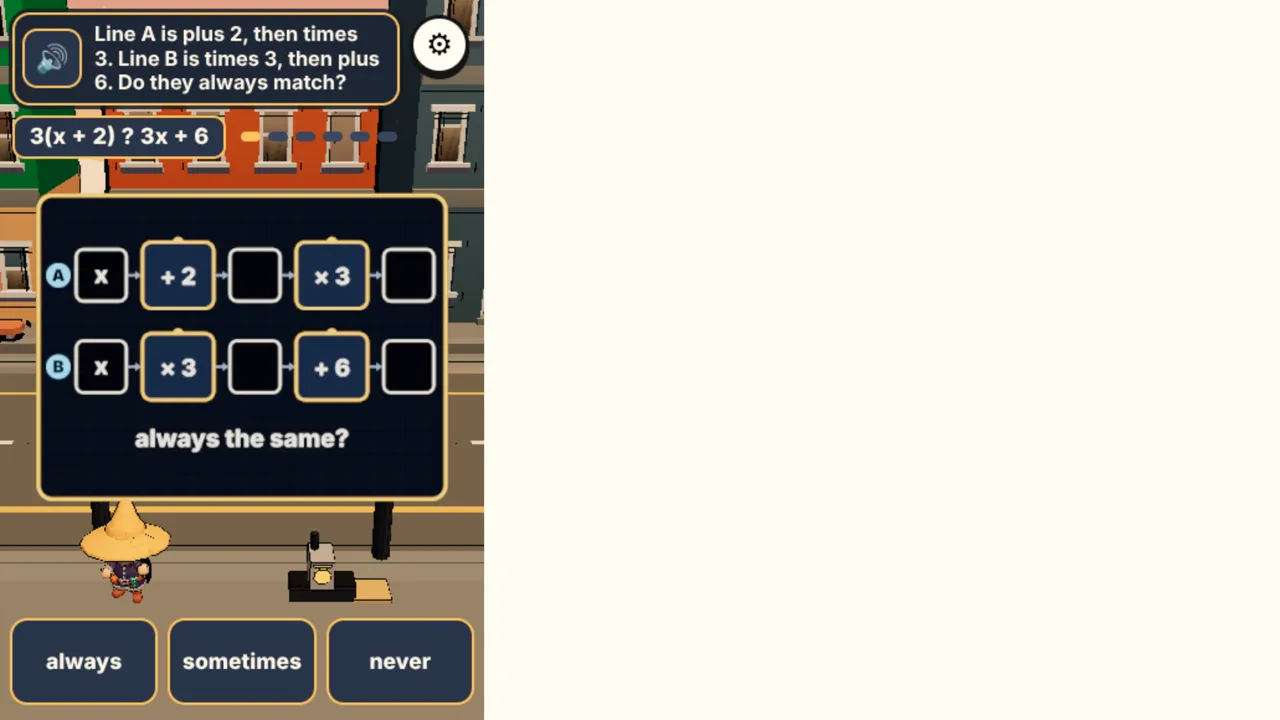 Line A is plus 2, then times
3. Line B is times 3, then plus
6. Do they always match?
3(x + 2) ? 3x + 6
A x + 2 × 3
B x × 3 + 6
always the same?
always sometimes never